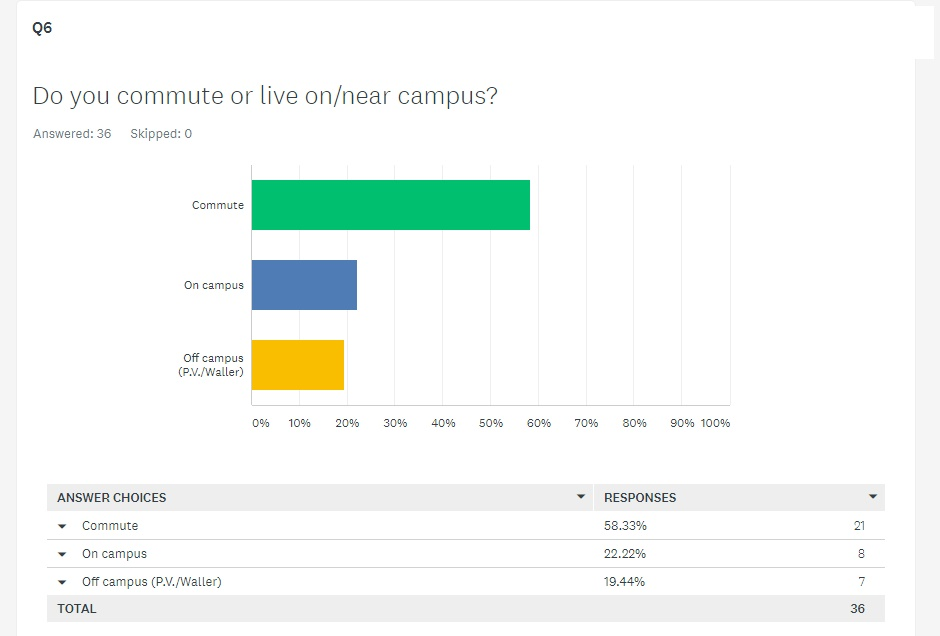 Q6
Do you commute or live on/near campus?
Answered: 36 Skipped: 0
Commute
On campus
Off campus
(P.V./Waller)
0% 10% 20% 30% 40% 50% 60% 70% 80% 90% 100%
ANSWER CHOICES RESPONSES
Commute 58.33% 21
On campus 22.22% 8
Off campus (P.V./Waller) 19.44% 7
TOTAL 36